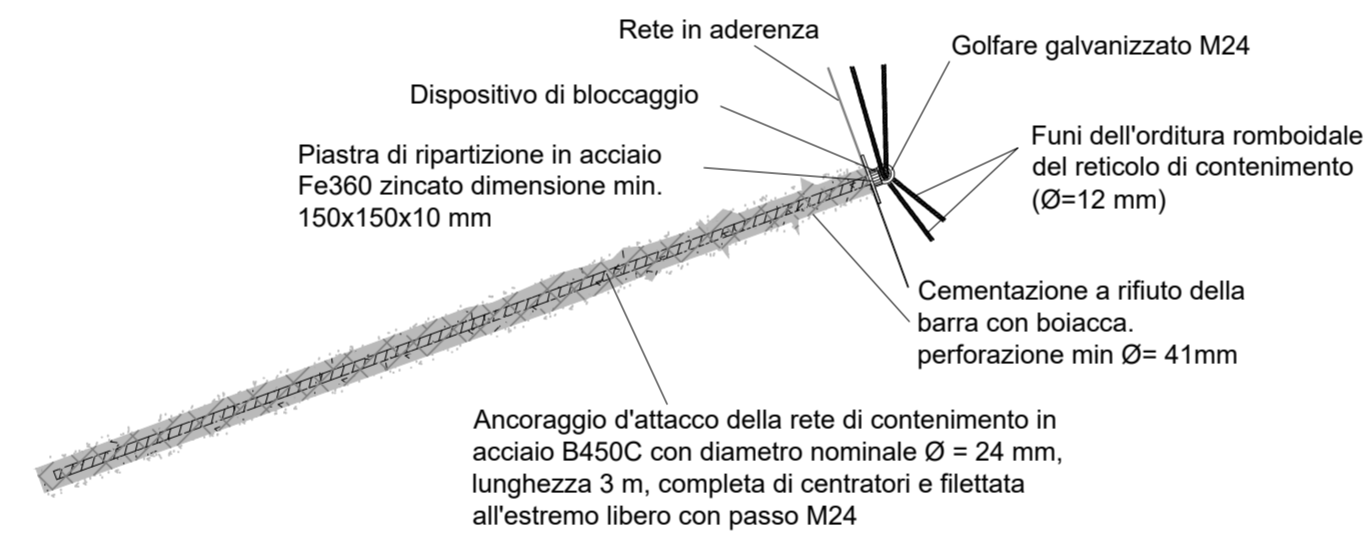 Rete in aderenza
Golfare galvanizzato M24
Dispositivo di bloccaggio
Funi dell'orditura romboidale
del reticolo di contenimento
(Ø=12 mm)
Piastra di ripartizione in acciaio
Fe360 zincato dimensione min.
150x150x10 mm
Cementazione a rifiuto della
barra con boiacca.
perforazione min Ø= 41mm
Ancoraggio d'attacco della rete di contenimento in
acciaio B450C con diametro nominale Ø = 24 mm,
lunghezza 3 m, completa di centratori e filettata
all'estremo libero con passo M24